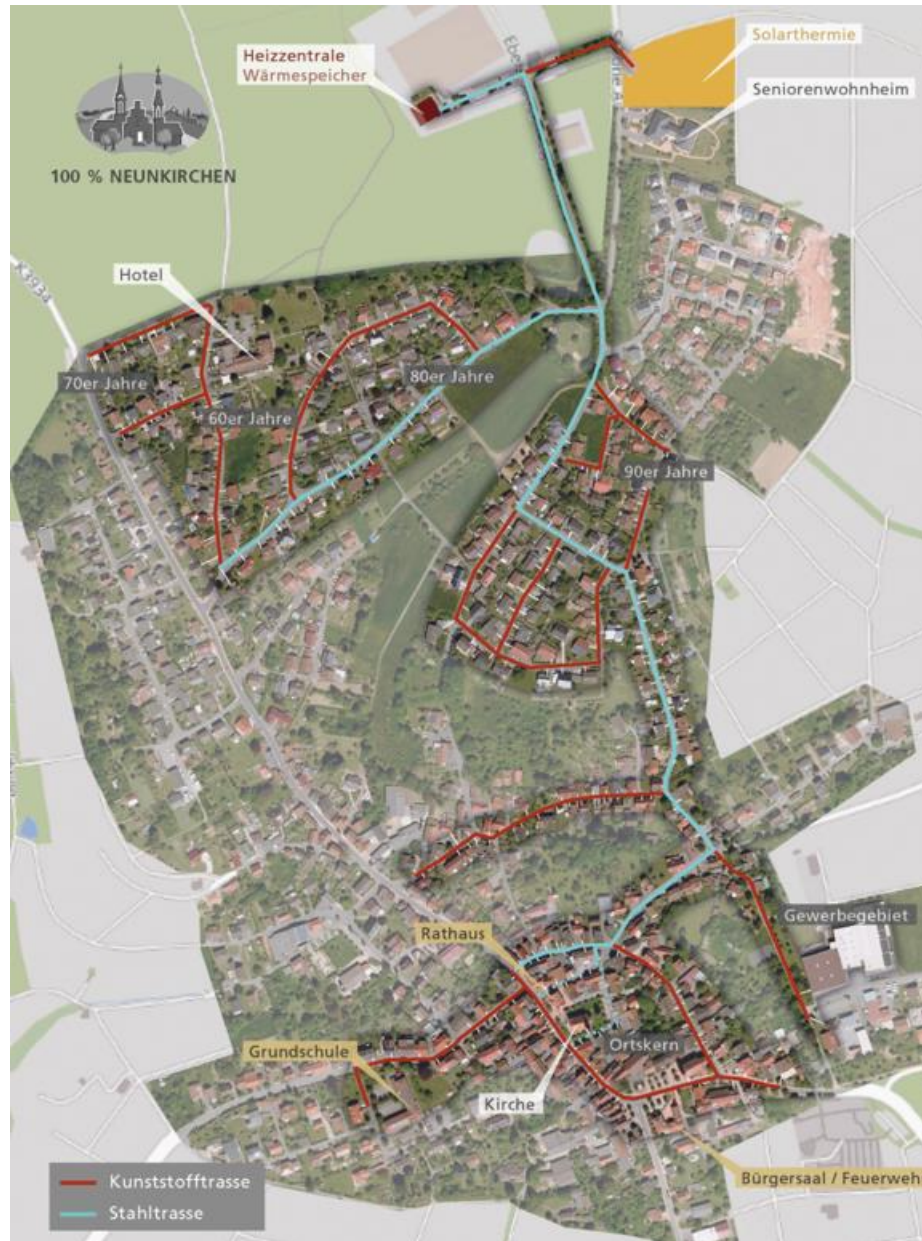 Heizzentrale
Wärmespeicher
Solarthermie
Seniorenwohnheim
100 % NEUNKIRCHEN
K3934
Hotel
70er Jahre
80er Jahre
60er Jahre
90er Jahre
Gewerbegebiet
Rathaus
Ortskern
Grundschule
Kirche
Bürgersaal / Feuerweh
Kunststofftrasse
Stahltrasse